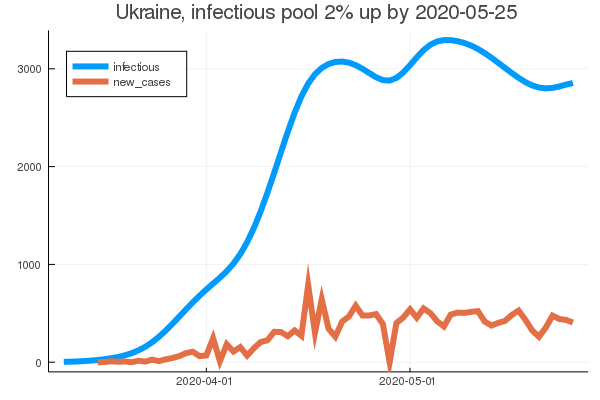 Ukraine, infectious pool 2% up by 2020-05-25
infectious
new_cases
3000
2000
1000
0
2020-04-01
2020-05-01